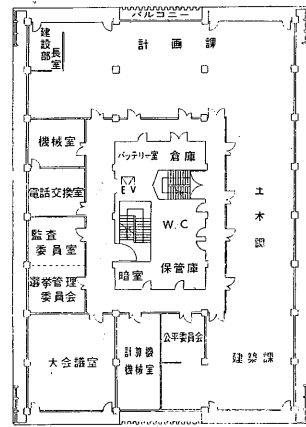 バルコニー
建設部長室
計画課
機械室
バッテリー室
倉庫
電話交換室
EV
土木課
監査
委員室
W.C
選挙管理
委員会
暗室
保管庫
大会議室
計算機
機械室
公平委員会
建築課